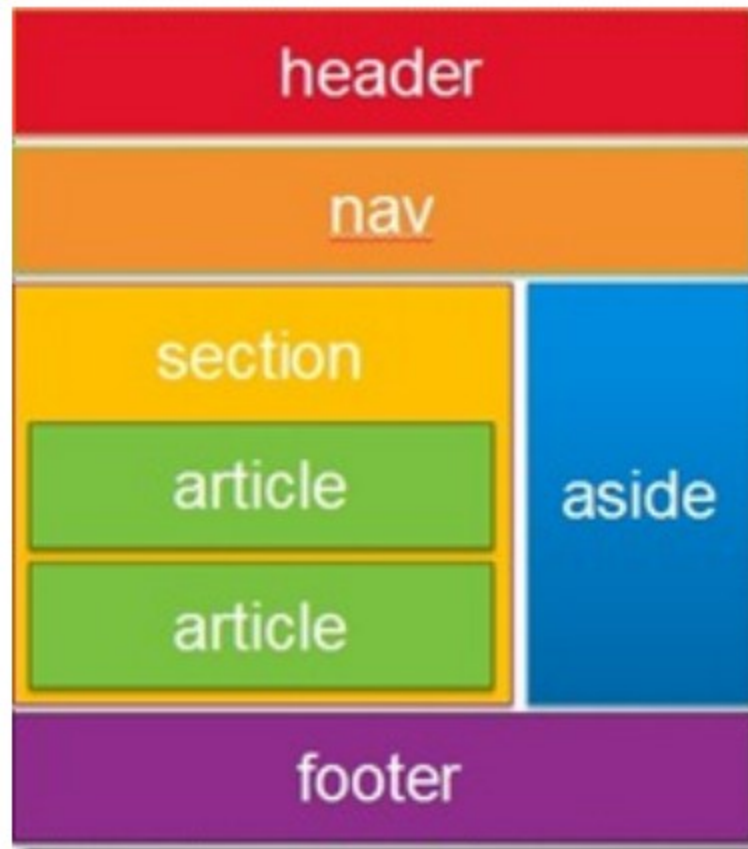 header
nav
section
article
aside
article
footer